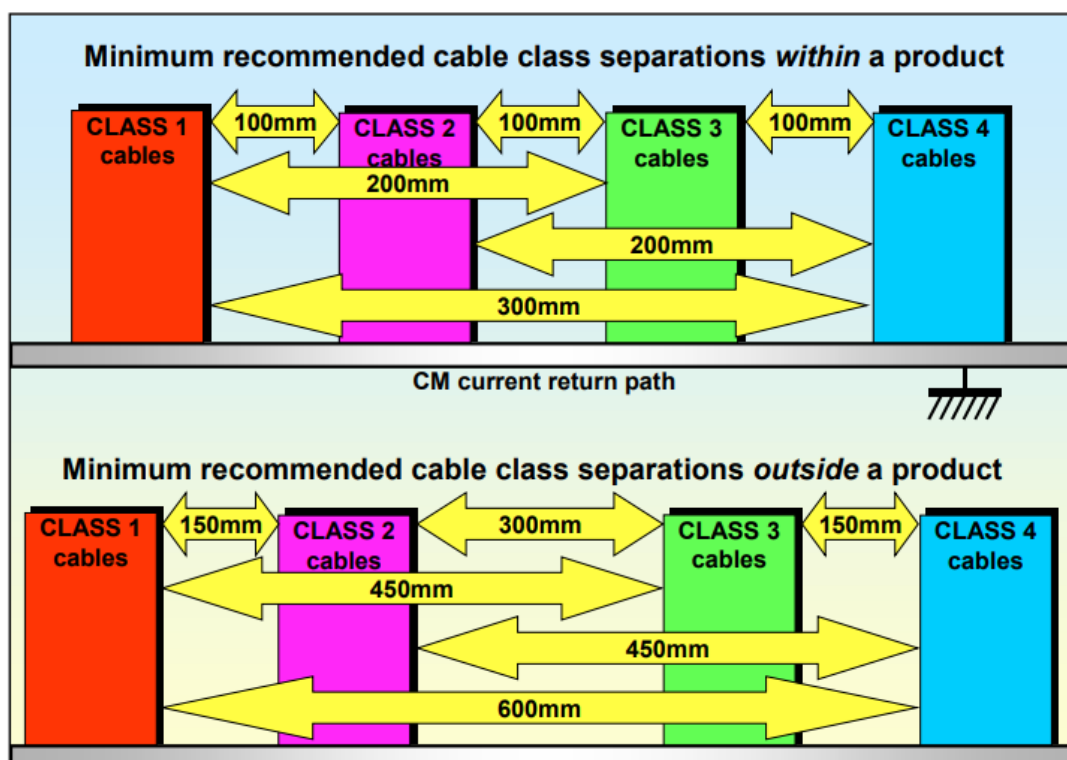 Minimum recommended cable class separations within a product
CLASS 1
cables
100mm
CLASS 2
cables
100mm
CLASS 3
cables
100mm
CLASS 4
cables
200mm
200mm
300mm
CM current return path
Minimum recommended cable class separations outside a product
CLASS 1
cables
150mm
CLASS 2
cables
300mm
CLASS 3
cables
150mm
CLASS 4
cables
450mm
450mm
600mm